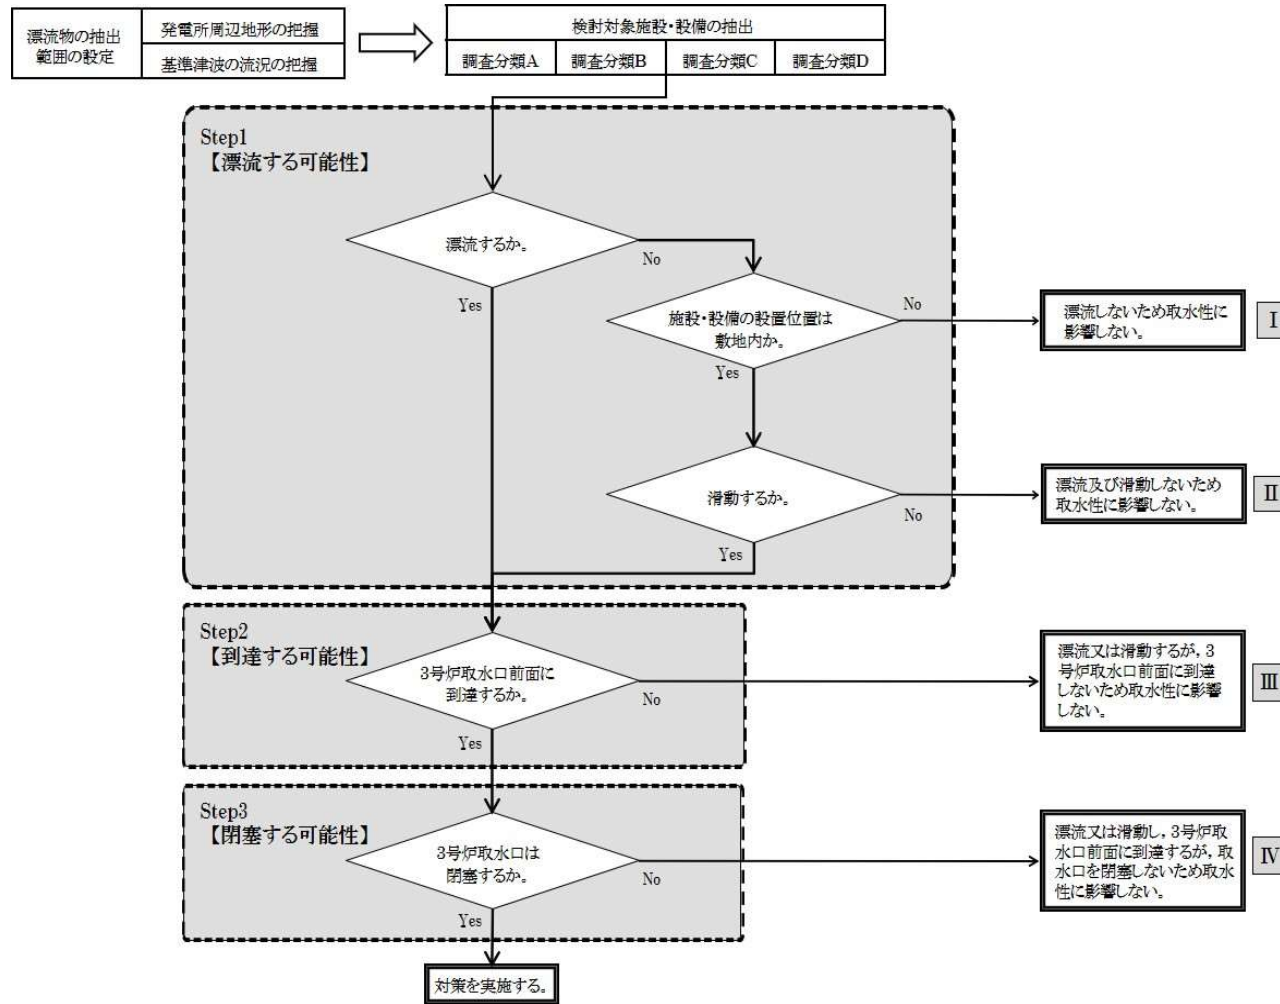 漂流物の抽出
範囲の設定
発電所周辺地形の把握
基準津波の流況の把握
検討対象施設・設備の抽出
調査分類A
調査分類B
調査分類C
調査分類D
Step1
【漂流する可能性】
漂流するか。
No
Yes
施設・設備の設置位置は
敷地内か。
No
Yes
漂流しないため取水性に
影響しない。
Ⅰ
滑動するか。
No
Yes
漂流及び滑動しないため
取水性に影響しない。
Ⅱ
Step2
【到達する可能性】
3号炉取水口前面に
到達するか。
No
Yes
漂流又は滑動するが，3
号炉取水口前面に到達
しないため取水性に影響
しない。
Ⅲ
Step3
【閉塞する可能性】
3号炉取水口は
閉塞するか。
No
Yes
漂流又は滑動し，3号炉取
水口前面に到達するが，取
水口を閉塞しないため取水
性に影響しない。
Ⅳ
対策を実施する。